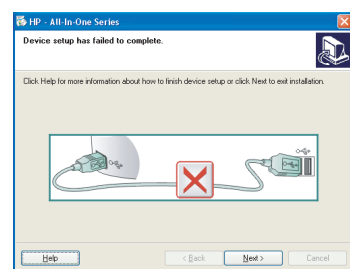 HP - All-In-One Series
Device setup has failed to complete.
Click Help for more information about how to finish device setup or click Next to exit installation.
Help
< Back
Next >
Cancel